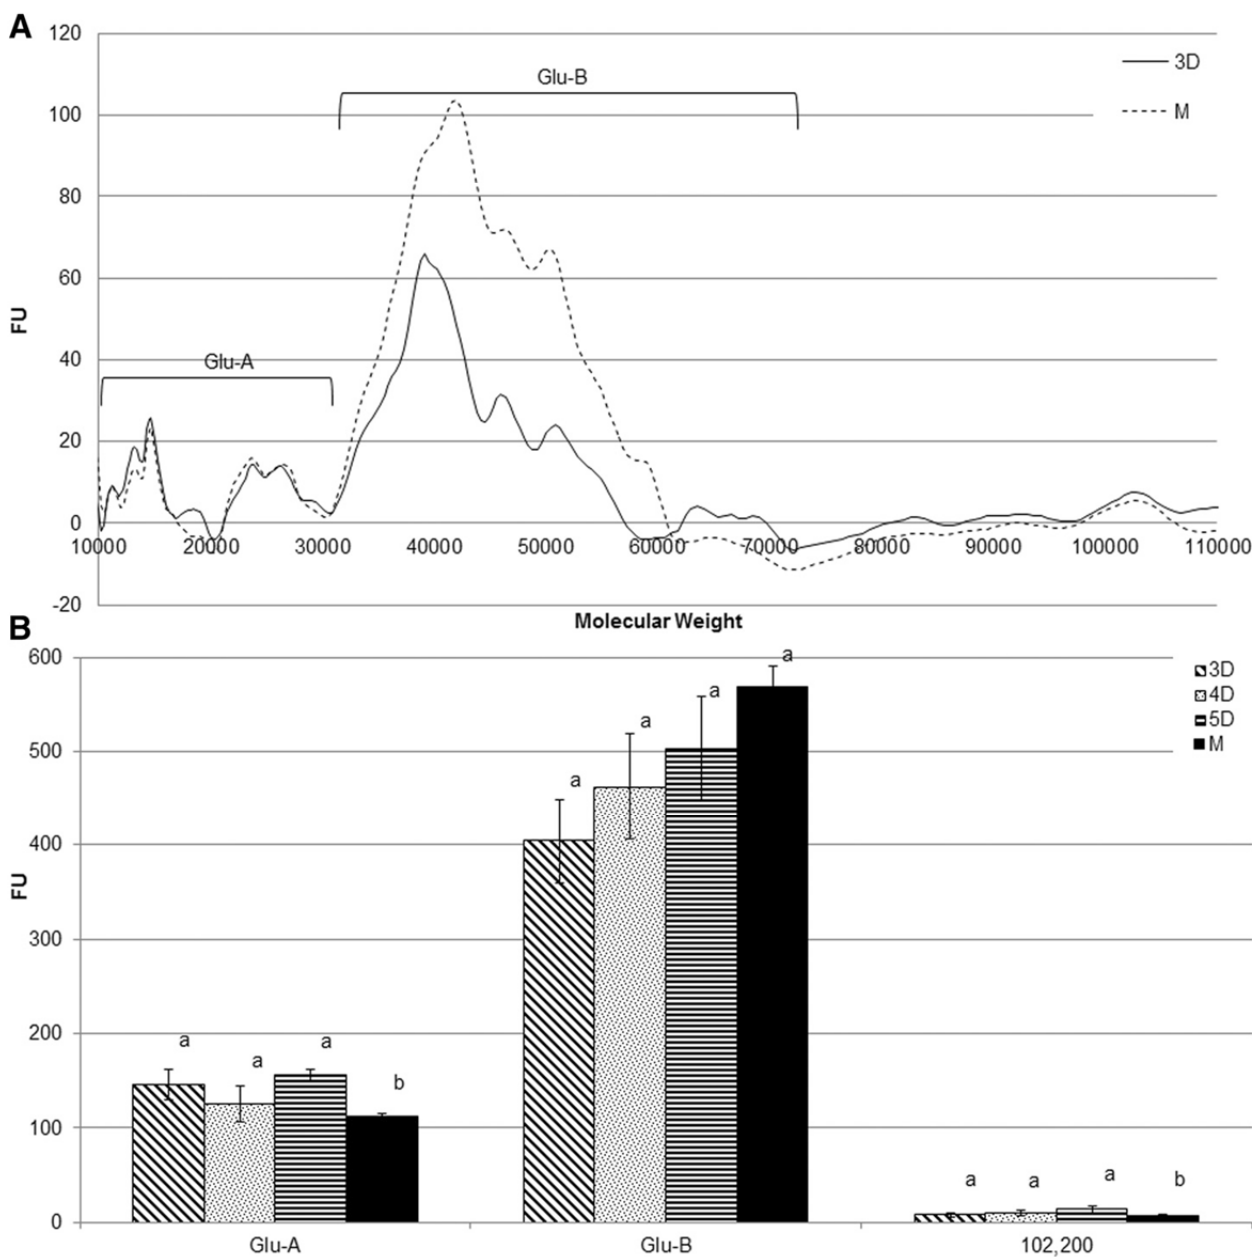 A
120
100
80
60
40
20
0
-20
FU
Glu-A
Glu-B
3D
M
10000 20000 30000 40000 50000 60000 70000 80000 90000 100000 110000
Molecular Weight
B
600
500
400
300
200
100
0
FU
a a a b
a a a a
a a a b
3D
4D
5D
M
Glu-A Glu-B 102,200